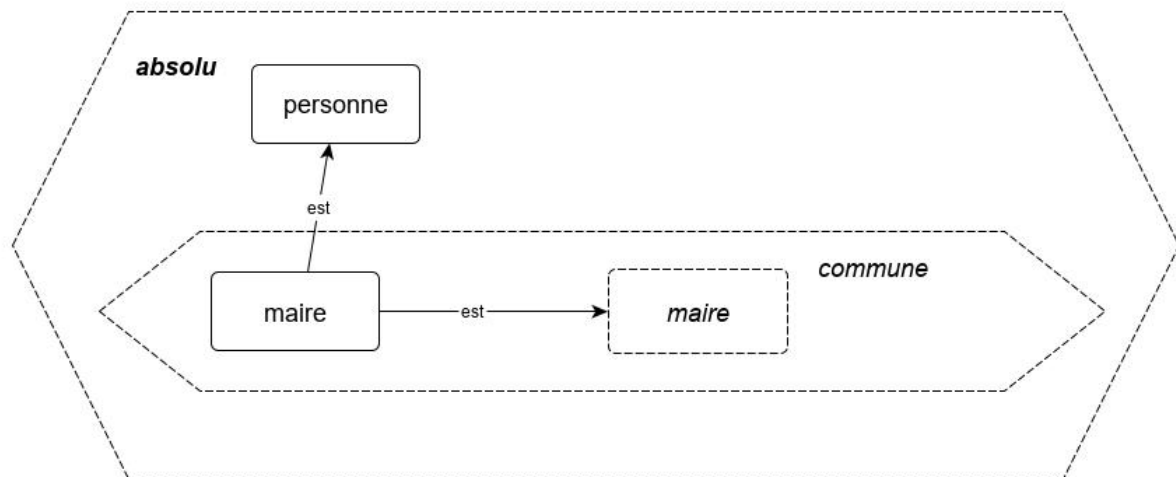 absolu
personne
est
commune
maire
est
maire